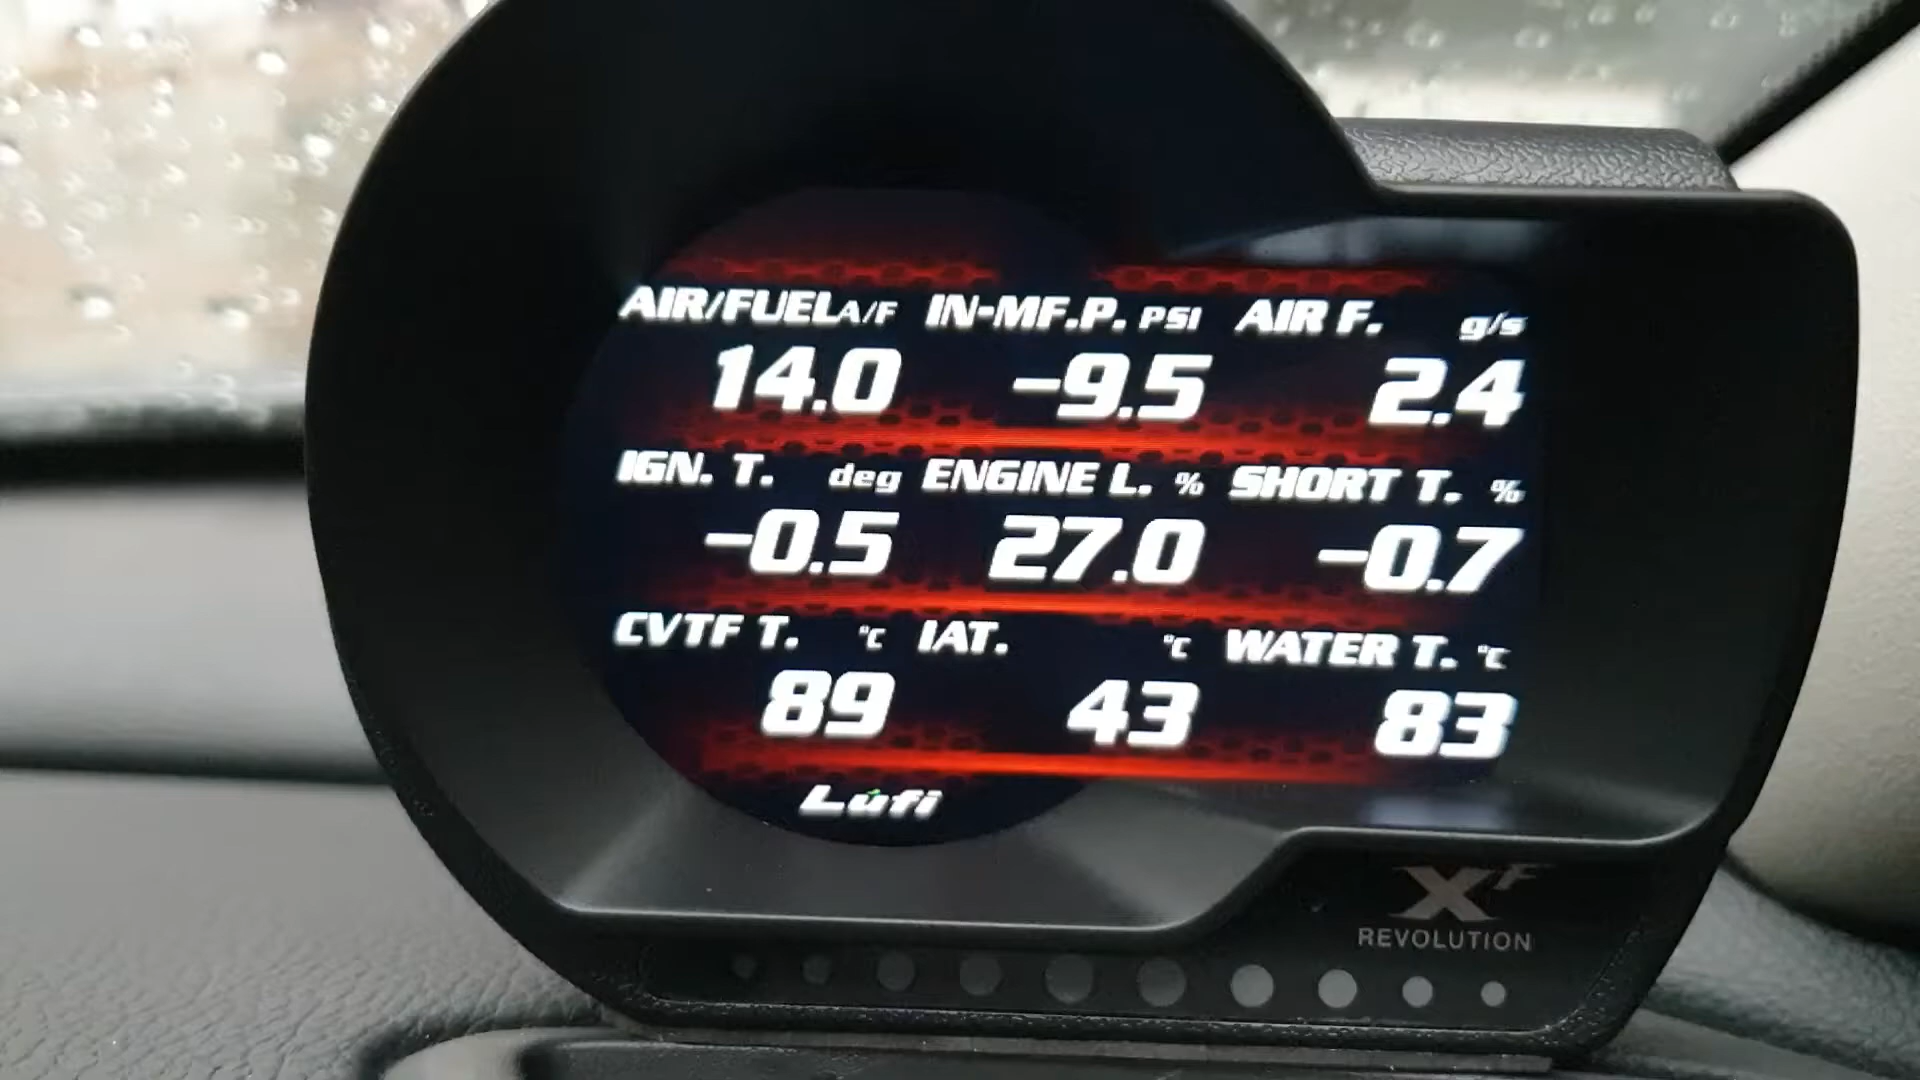 AIR/FUEL A/F IN-MF.P. PSI AIR F. g/s
14.0 -9.5 2.4
IGN. T. deg ENGINE L. % SHORT T. %
-0.5 27.0 -0.7
CVTF T. °C IAT. °C WATER T. °C
89 43 83
Lufi
XF
REVOLUTION